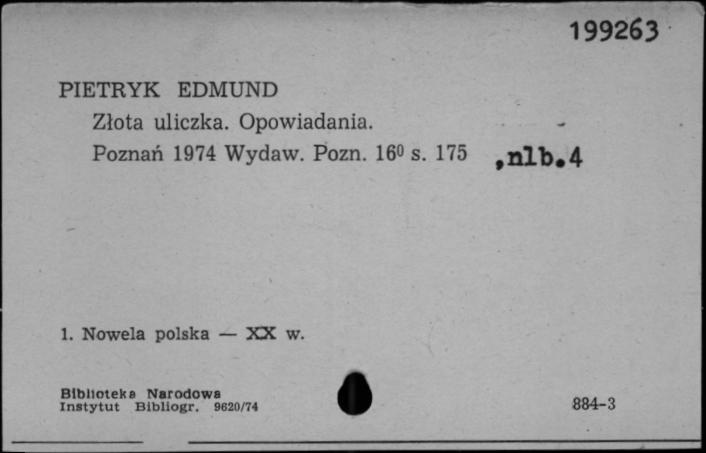 199263
PIETRYK EDMUND
Złota uliczka. Opowiadania.
Poznań 1974 Wydaw. Pozn. 16⁰ s. 175 ,nlb.4
1. Nowela polska — XX w.
Biblioteka Narodowa
Instytut Bibliogr. 9620/74
884-3